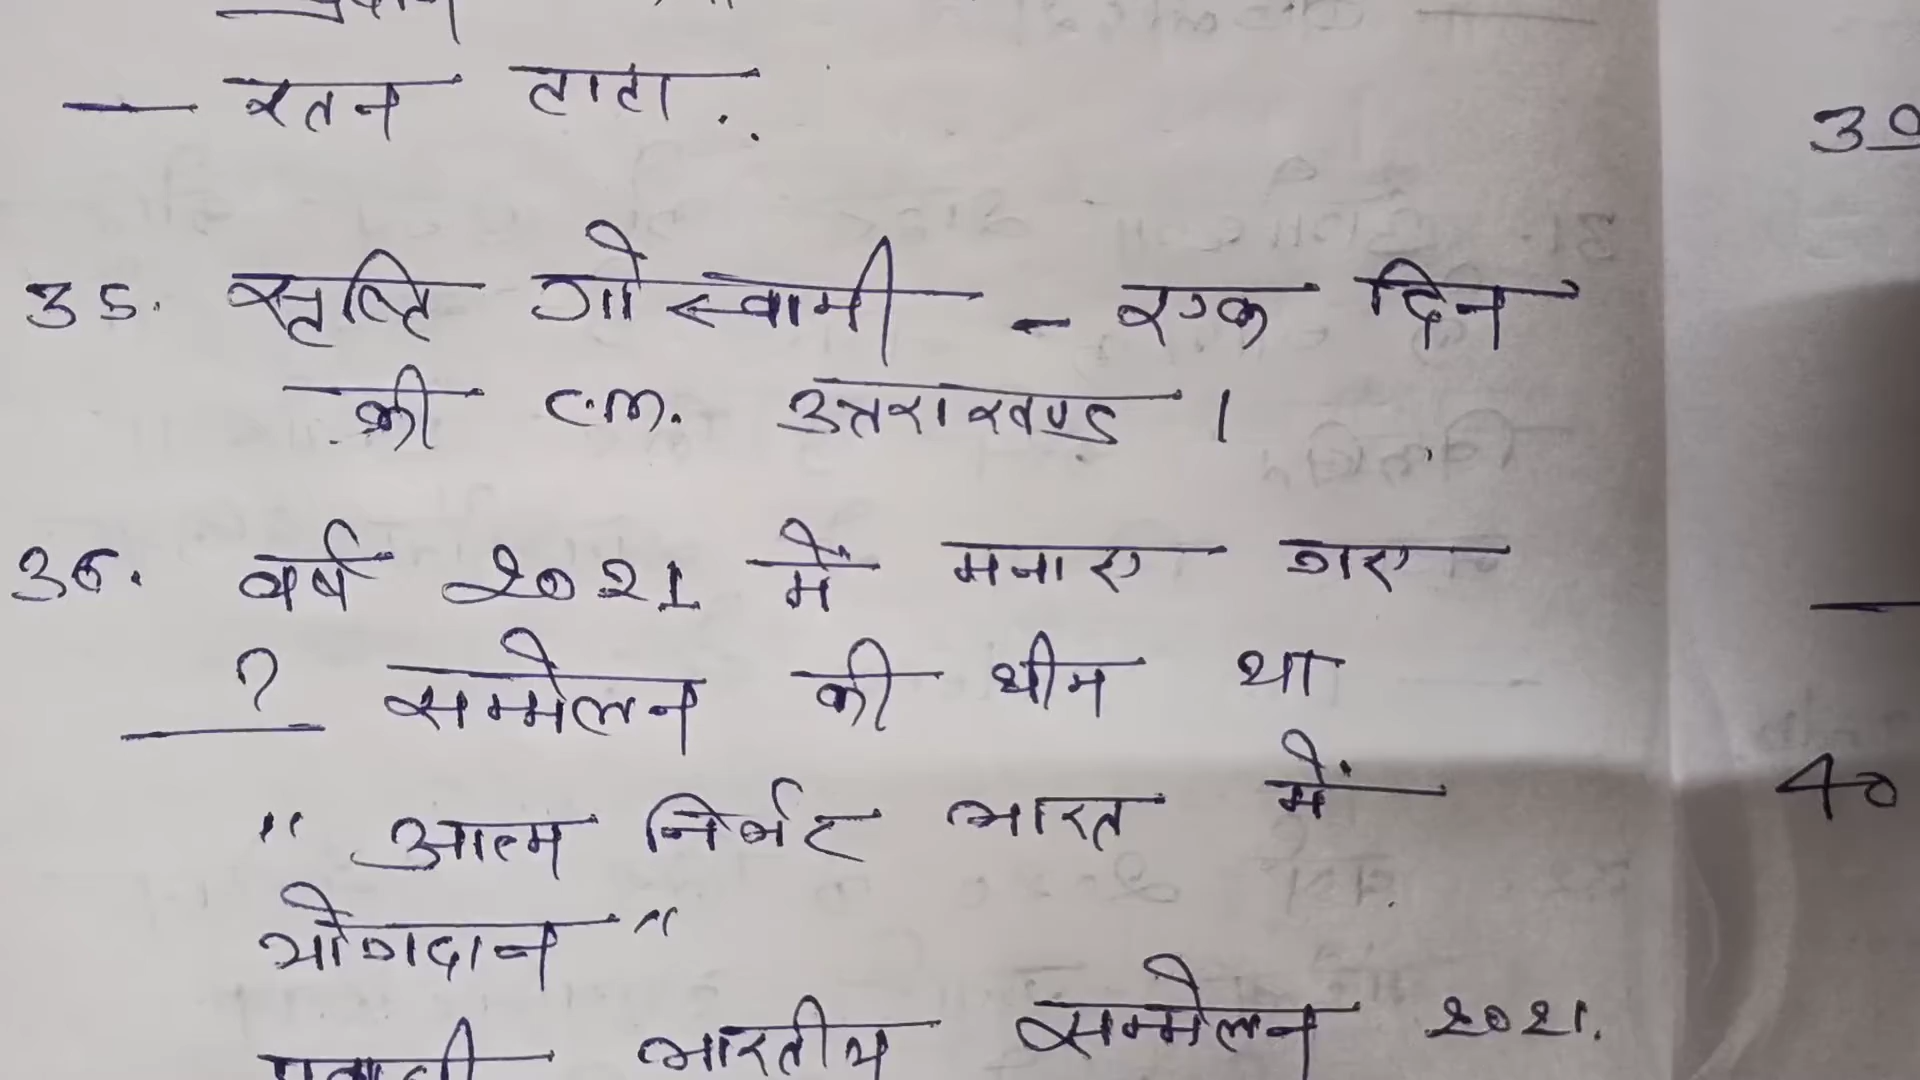 — रतन टाटा..
35. सृष्टि गोस्वामी - एक दिन
की C.M. उत्तराखण्ड ।
36. वर्ष 2021 में मनाए गए
? सम्मेलन की थीम था
" आत्म निर्भर भारत में
योगदान "
भारतीय सम्मेलन 2021.
40